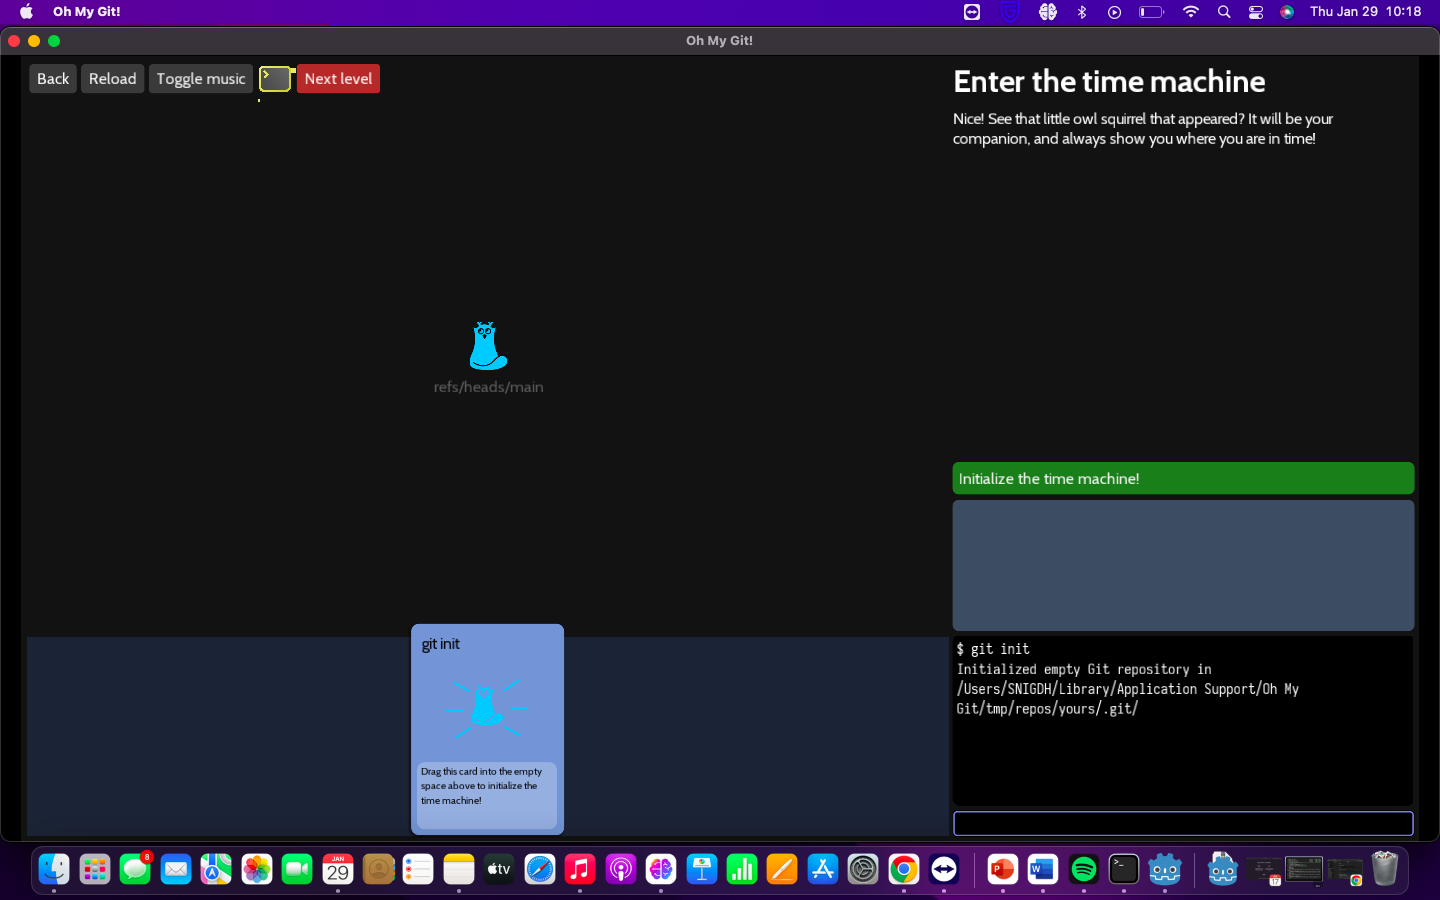 Oh My Git!
Thu Jan 29 10:18
Oh My Git!
Back
Reload
Toggle music
Next level
Enter the time machine
Nice! See that little owl squirrel that appeared? It will be your
companion, and always show you where you are in time!
refs/heads/main
Initialize the time machine!
git init
Drag this card into the empty
space above to initialize the
time machine!
$ git init
Initialized empty Git repository in
/Users/SNIGDH/Library/Application Support/Oh My
Git/tmp/repos/yours/.git/
8
JAN
29
tv
P
W
17